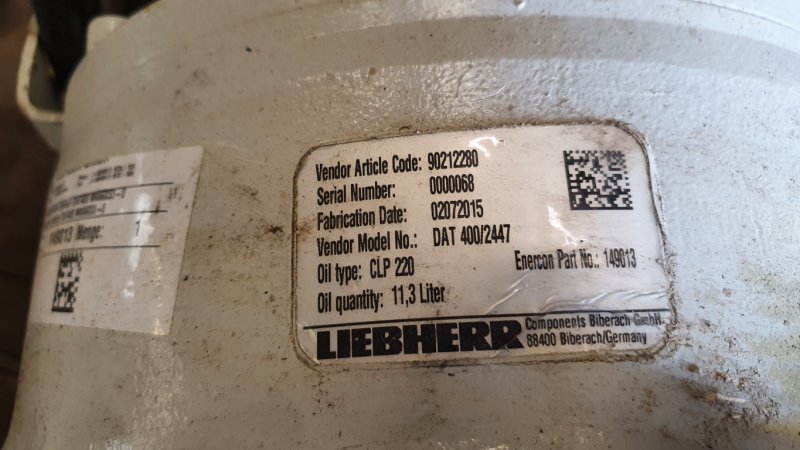 Vendor Article Code: 90212280
Serial Number: 0000068
Fabrication Date: 02072015
Vendor Model No.: DAT 400/2447
Oil type: CLP 220
Enercon Part No.: 149013
Oil quantity: 11,3 Liter
LIEBHERR
Components Biberach GmbH
88400 Biberach/Germany
149013 Menge: 1